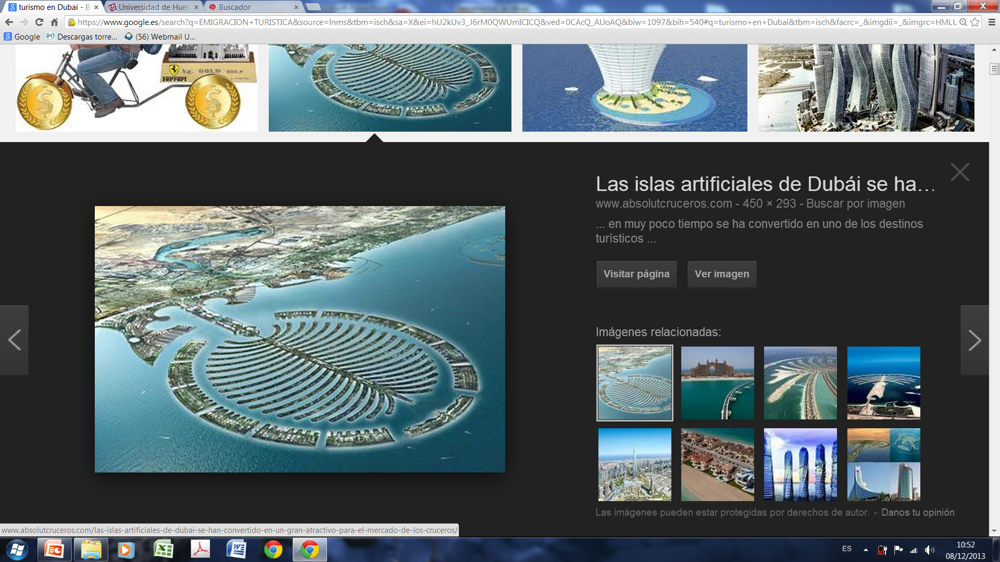 turismo en Dubai - B
Universidad de Huelv
Buscador
https://www.google.es/search?q=EMIGRACION+TURISTICA&source=lnms&tbm=isch&sa=X&ei=hU2kUv3_J6rM0QWUmICICQ&ved=0CAcQ_AUoAQ&biw=1097&bih=540#q=turismo+en+Dubai&tbm=isch&facrc=_&imgdii=_&imgrc=HMLU
Google
Descargas torre...
(56) Webmail U...
kg. GOLD
Ferrari
Las islas artificiales de Dubái se ha...
www.absolutcruceros.com - 450 × 293 - Buscar por imagen
... en muy poco tiempo se ha convertido en uno de los destinos
turísticos ...
Visitar página
Ver imagen
Imágenes relacionadas:
Las imágenes pueden estar protegidas por derechos de autor. - Danos tu opinión
www.absolutcruceros.com/las-islas-artificiales-de-dubai-se-han-convertido-en-un-gran-atractivo-para-el-mercado-de-los-cruceros/
ES
10:52
08/12/2013